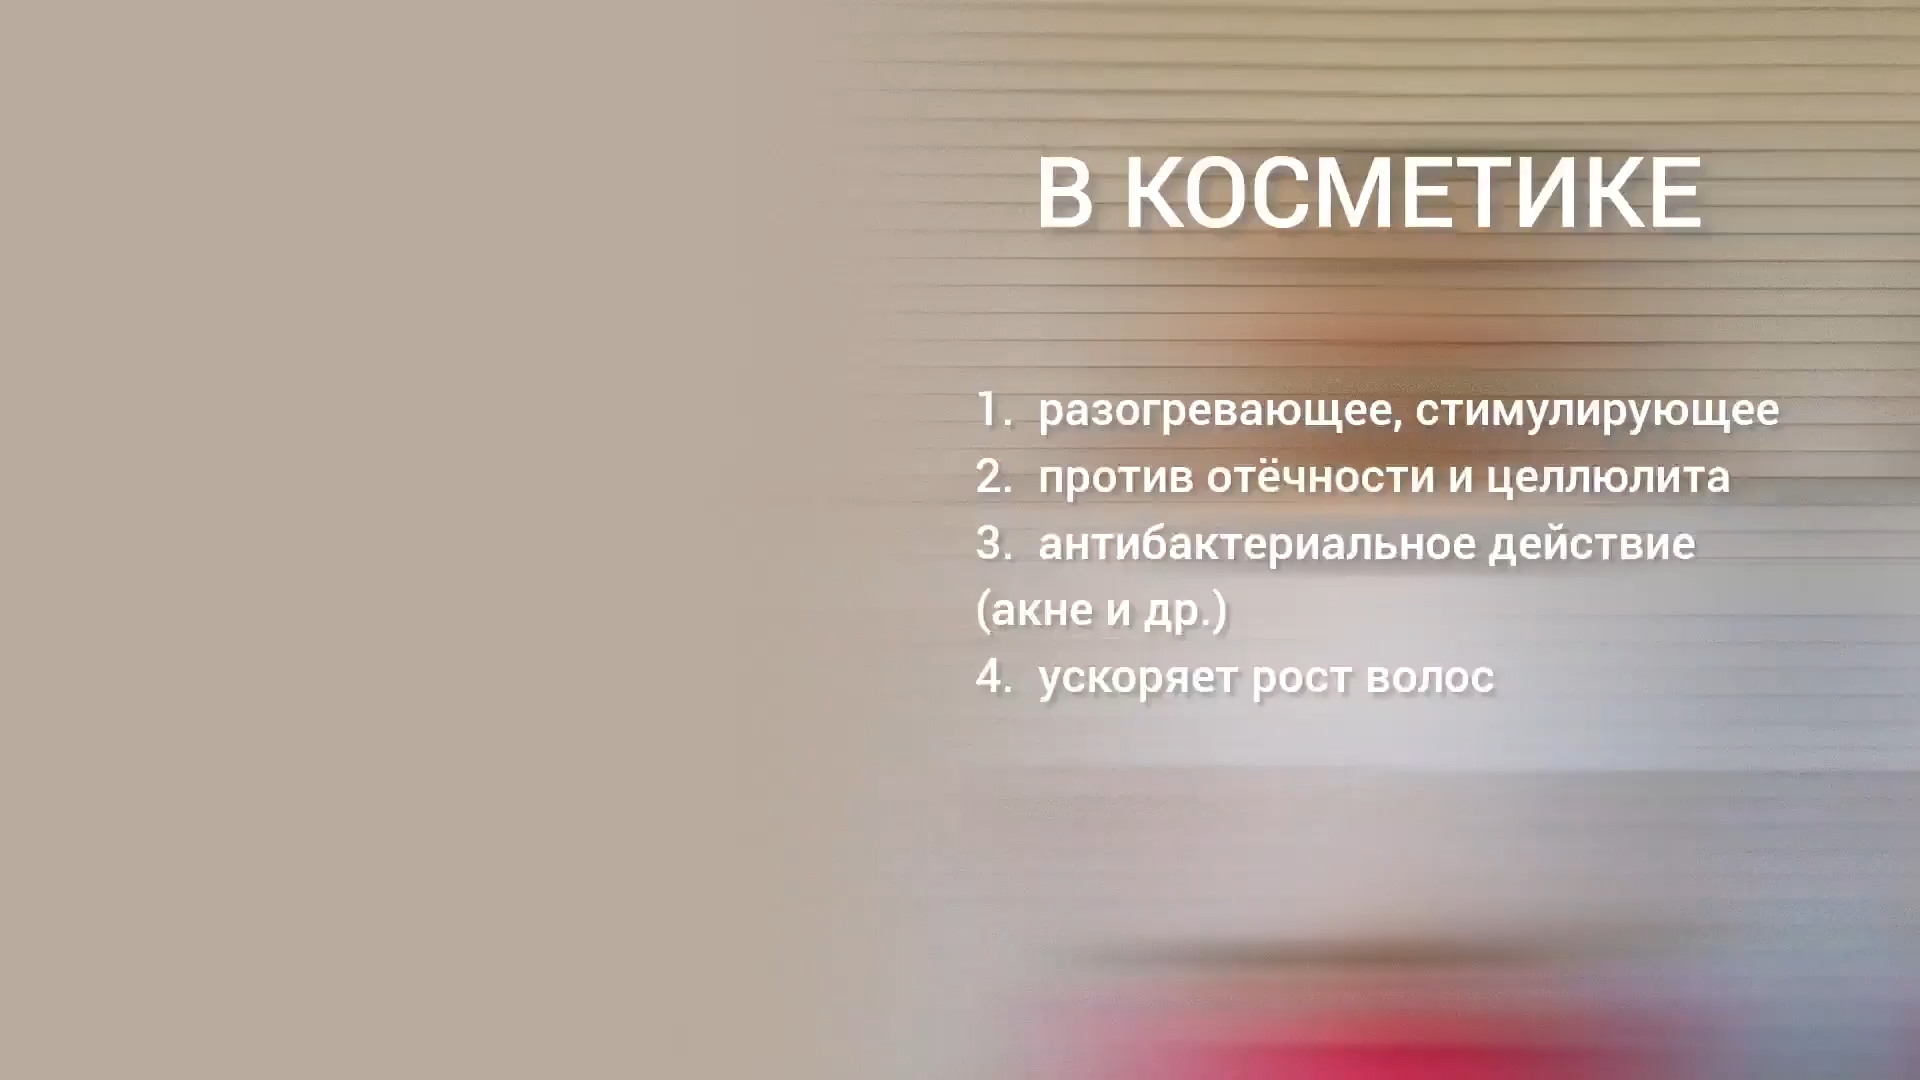 В КОСМЕТИКЕ
1. разогревающее, стимулирующее
2. против отёчности и целлюлита
3. антибактериальное действие
(акне и др.)
4. ускоряет рост волос